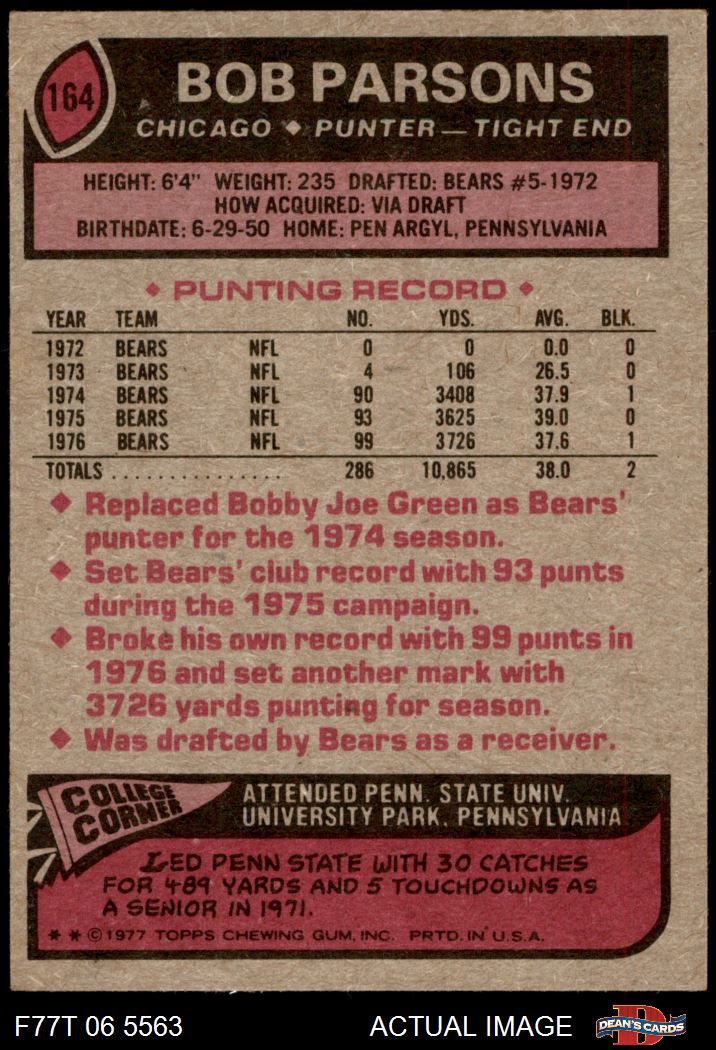 164
BOB PARSONS
CHICAGO ◆ PUNTER — TIGHT END
HEIGHT: 6'4" WEIGHT: 235 DRAFTED: BEARS #5-1972
HOW ACQUIRED: VIA DRAFT
BIRTHDATE: 6-29-50 HOME: PEN ARGYL, PENNSYLVANIA
◆ PUNTING RECORD ◆
YEAR TEAM NO. YDS. AVG. BLK.
1972 BEARS NFL 0 0 0.0 0
1973 BEARS NFL 4 106 26.5 0
1974 BEARS NFL 90 3408 37.9 1
1975 BEARS NFL 93 3625 39.0 0
1976 BEARS NFL 99 3726 37.6 1
TOTALS ................ 286 10,865 38.0 2
◆ Replaced Bobby Joe Green as Bears'
punter for the 1974 season.
◆ Set Bears' club record with 93 punts
during the 1975 campaign.
◆ Broke his own record with 99 punts in
1976 and set another mark with
3726 yards punting for season.
◆ Was drafted by Bears as a receiver.
COLLEGE
CORNER
ATTENDED PENN. STATE UNIV.
UNIVERSITY PARK, PENNSYLVANIA
LED PENN STATE WITH 30 CATCHES
FOR 489 YARDS AND 5 TOUCHDOWNS AS
A SENIOR IN 1971.
* * © 1977 TOPPS CHEWING GUM, INC. PRTD. IN U.S.A.
F77T 06 5563 ACTUAL IMAGE
D
DEAN'S CARDS